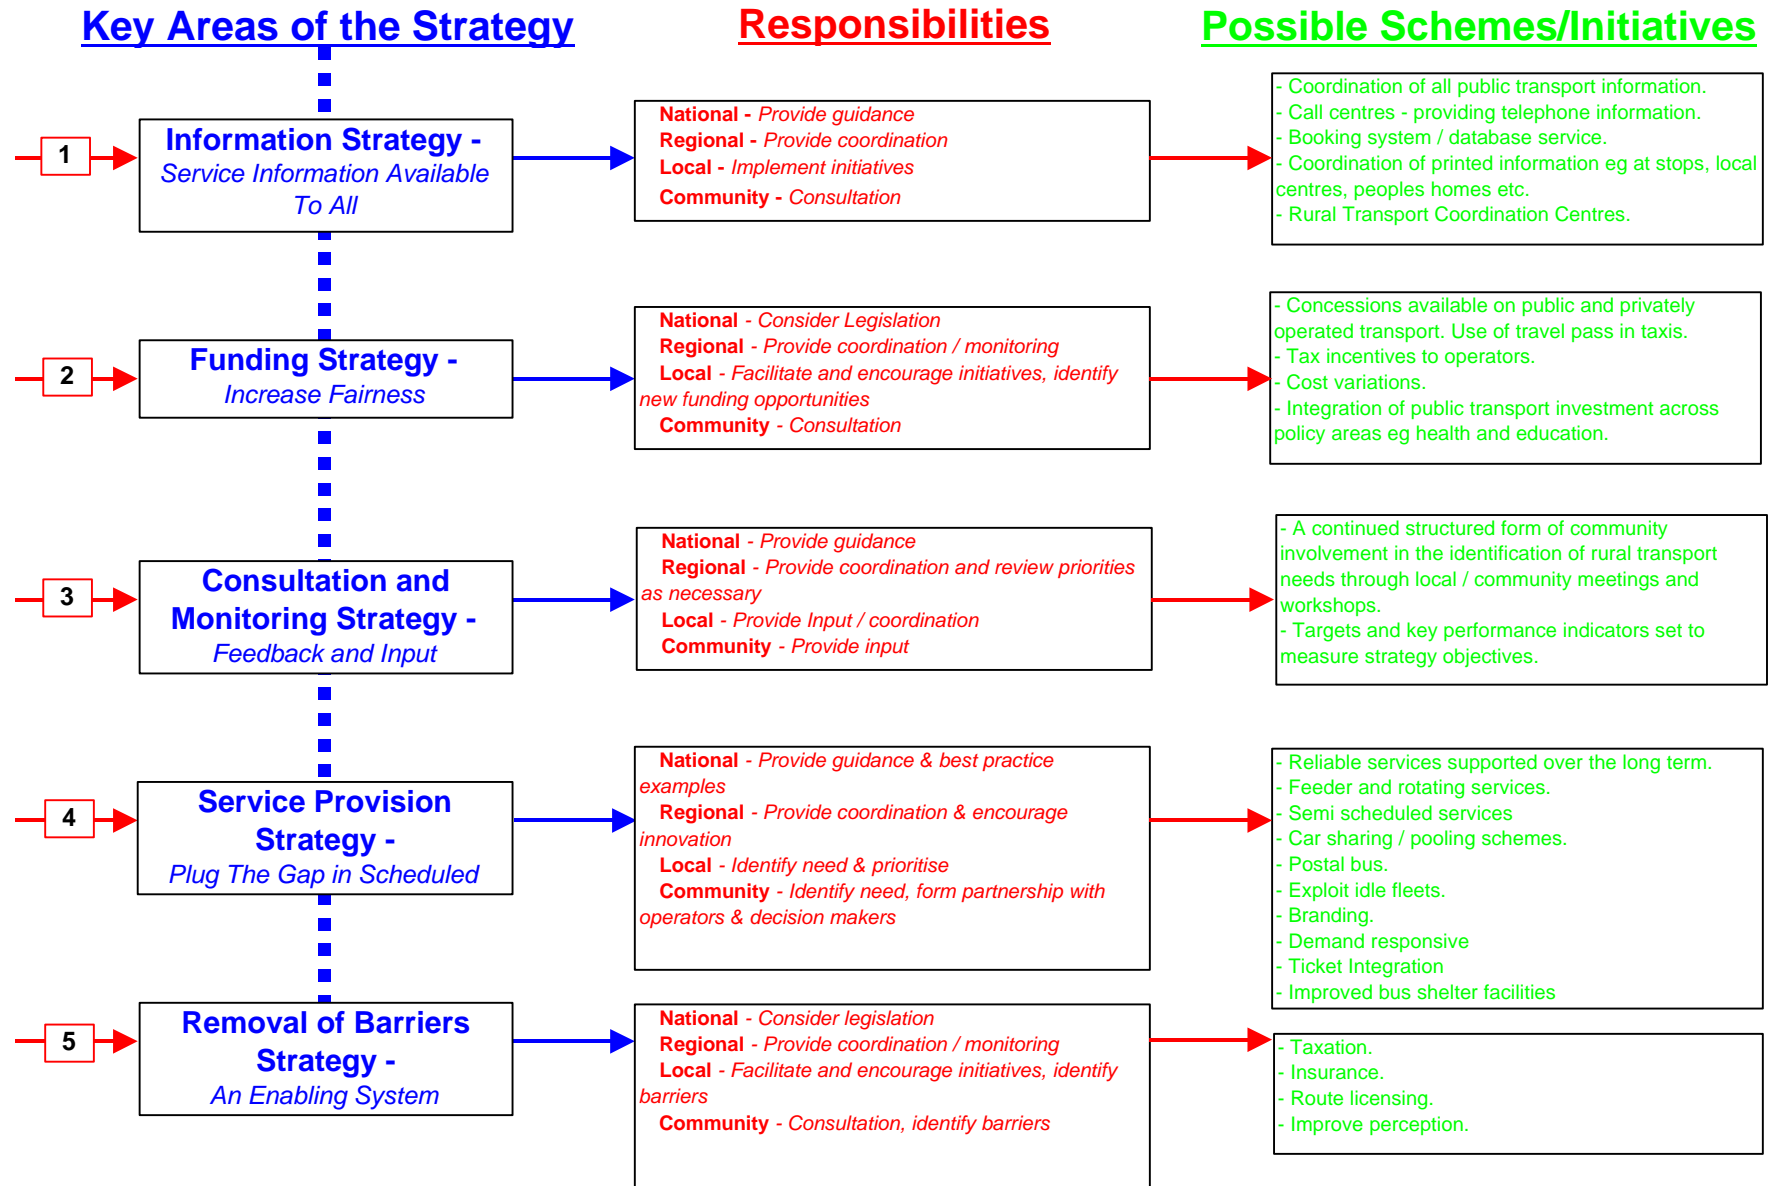 Key Areas of the Strategy
Responsibilities
Possible Schemes/Initiatives
1
Information Strategy -
Service Information Available
To All
National - Provide guidance
Regional - Provide coordination
Local - Implement initiatives
Community - Consultation
- Coordination of all public transport information.
- Call centres - providing telephone information.
- Booking system / database service.
- Coordination of printed information eg at stops, local
centres, peoples homes etc.
- Rural Transport Coordination Centres.
2
Funding Strategy -
Increase Fairness
National - Consider Legislation
Regional - Provide coordination / monitoring
Local - Facilitate and encourage initiatives, identify
new funding opportunities
Community - Consultation
- Concessions available on public and privately
operated transport. Use of travel pass in taxis.
- Tax incentives to operators.
- Cost variations.
- Integration of public transport investment across
policy areas eg health and education.
3
Consultation and
Monitoring Strategy -
Feedback and Input
National - Provide guidance
Regional - Provide coordination and review priorities
as necessary
Local - Provide Input / coordination
Community - Provide input
- A continued structured form of community
involvement in the identification of rural transport
needs through local / community meetings and
workshops.
- Targets and key performance indicators set to
measure strategy objectives.
4
Service Provision
Strategy -
Plug The Gap in Scheduled
National - Provide guidance & best practice
examples
Regional - Provide coordination & encourage
innovation
Local - Identify need & prioritise
Community - Identify need, form partnership with
operators & decision makers
- Reliable services supported over the long term.
- Feeder and rotating services.
- Semi scheduled services
- Car sharing / pooling schemes.
- Postal bus.
- Exploit idle fleets.
- Branding.
- Demand responsive
- Ticket Integration
- Improved bus shelter facilities
5
Removal of Barriers
Strategy -
An Enabling System
National - Consider legislation
Regional - Provide coordination / monitoring
Local - Facilitate and encourage initiatives, identify
barriers
Community - Consultation, identify barriers
- Taxation.
- Insurance.
- Route licensing.
- Improve perception.